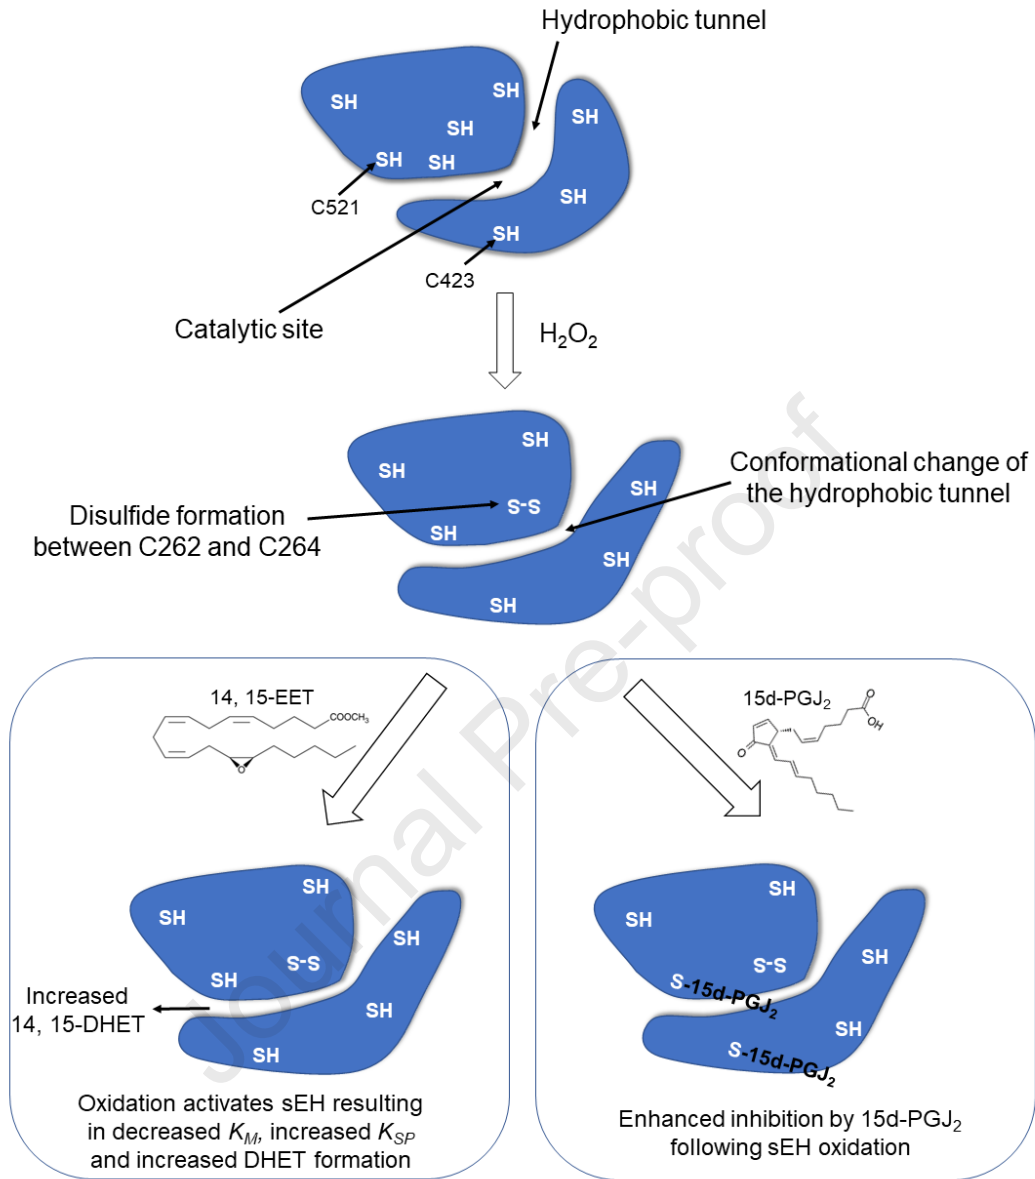 Hydrophobic tunnel
SH
SH
SH
SH
SH
SH
SH
C521
SH
C423
Catalytic site
H₂O₂
SH
SH
SH
S-S
SH
SH
SH
Conformational change of
the hydrophobic tunnel
Disulfide formation
between C262 and C264
14, 15-EET
COOCH₃
O
SH
SH
SH
S-S
SH
SH
SH
Increased
14, 15-DHET
Oxidation activates sEH resulting
in decreased K_M, increased K_SP
and increased DHET formation
15d-PGJ₂
O
OH
O
SH
SH
SH
S-S
S-15d-PGJ₂
SH
S-15d-PGJ₂
Enhanced inhibition by 15d-PGJ₂
following sEH oxidation
Journal Pre-proof